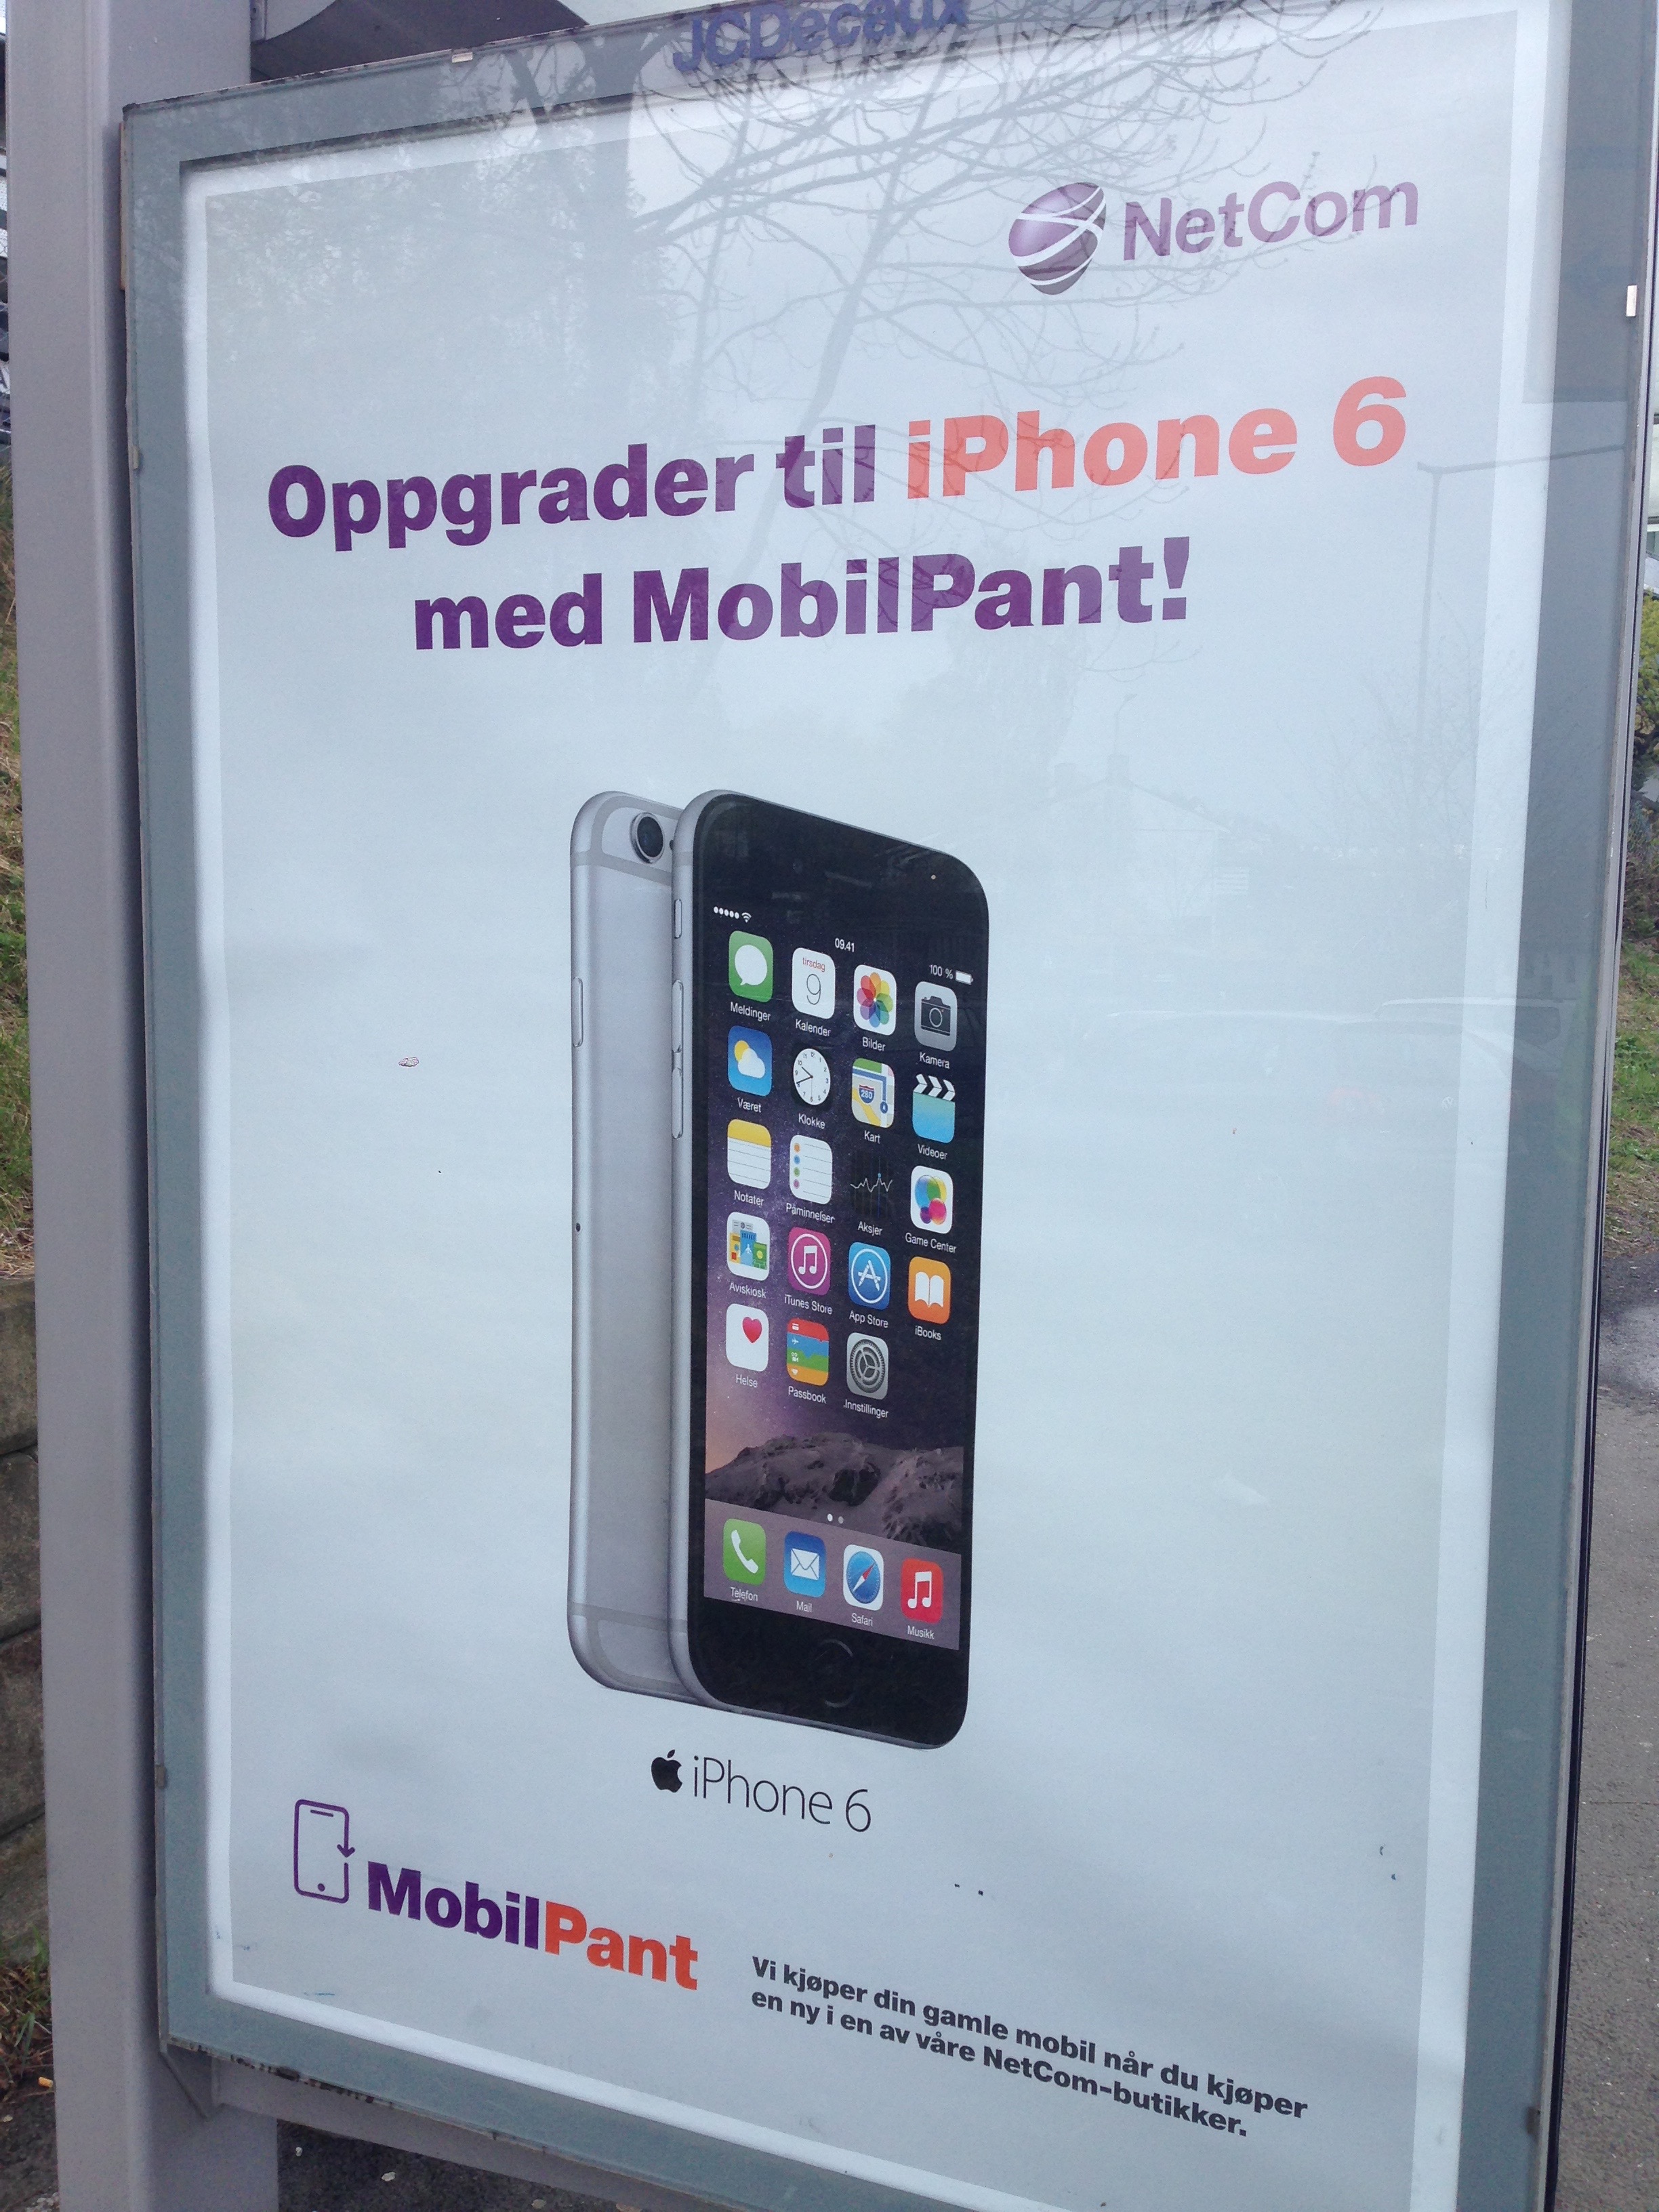 JCDecaux
NetCom
Oppgrader til iPhone 6
med MobilPant!
09.41
100 %
tirsdag
9
Meldinger
Kalender
Bilder
Kamera
280
Været
Klokke
Kart
Videoer
Notater
Påminnelser
Aksjer
Game Center
Aviskiosk
iTunes Store
App Store
iBooks
Helse
Passbook
Innstillinger
Telefon
Mail
Safari
Musikk
iPhone 6
MobilPant
Vi kjøper din gamle mobil når du kjøper
en ny i en av våre NetCom-butikker.